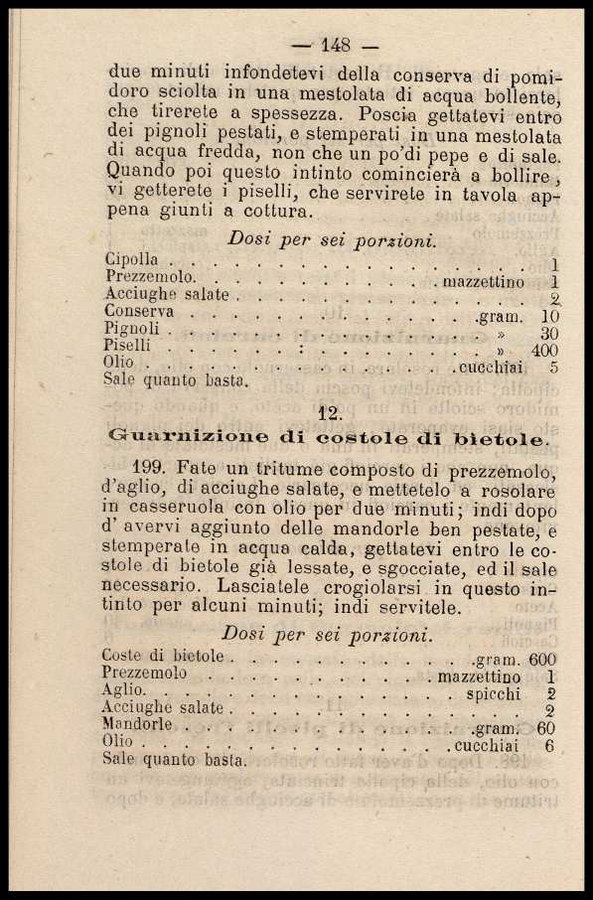 — 148 —
due minuti infondetevi della conserva di pomi-
doro sciolta in una mestolata di acqua bollente,
che tirerete a spessezza. Poscia gettatevi entro
dei pignoli pestati, e stemperati in una mestolata
di acqua fredda, non che un po'di pepe e di sale.
Quando poi questo intinto comincierà a bollire,
vi getterete i piselli, che servirete in tavola ap-
pena giunti a cottura.
Dosi per sei porzioni.
Cipolla . . . . . . . . . . . . . . . . 1
Prezzemolo. . . . . . . . . . . mazzettino 1
Acciughe salate . . . . . . . . . . . . . 2
Conserva . . . . . . . . . . . .gram. 10
Pignoli . . . . . . . . . . . . . » 30
Piselli . . . . . . . . . . . . . » 400
Olio . . . . . . . . . . . . .cucchiai 5
Sale quanto basta.
12.
Guarnizione di costole di bietole.
199. Fate un tritume composto di prezzemolo,
d'aglio, di acciughe salate, e mettetelo a rosolare
in casseruola con olio per due minuti; indi dopo
d' avervi aggiunto delle mandorle ben pestate, e
stemperate in acqua calda, gettatevi entro le co-
stole di bietole già lessate, e sgocciate, ed il sale
necessario. Lasciatele crogiolarsi in questo in-
tinto per alcuni minuti; indi servitele.
Dosi per sei porzioni.
Coste di bietole . . . . . . . . . .gram. 600
Prezzemolo . . . . . . . . . . mazzettino 1
Aglio. . . . . . . . . . . . . spicchi 2
Acciughe salate . . . . . . . . . . . . . 2
Mandorle . . . . . . . . . . . .gram. 60
Olio . . . . . . . . . . . . . cucchiai 6
Sale quanto basta.